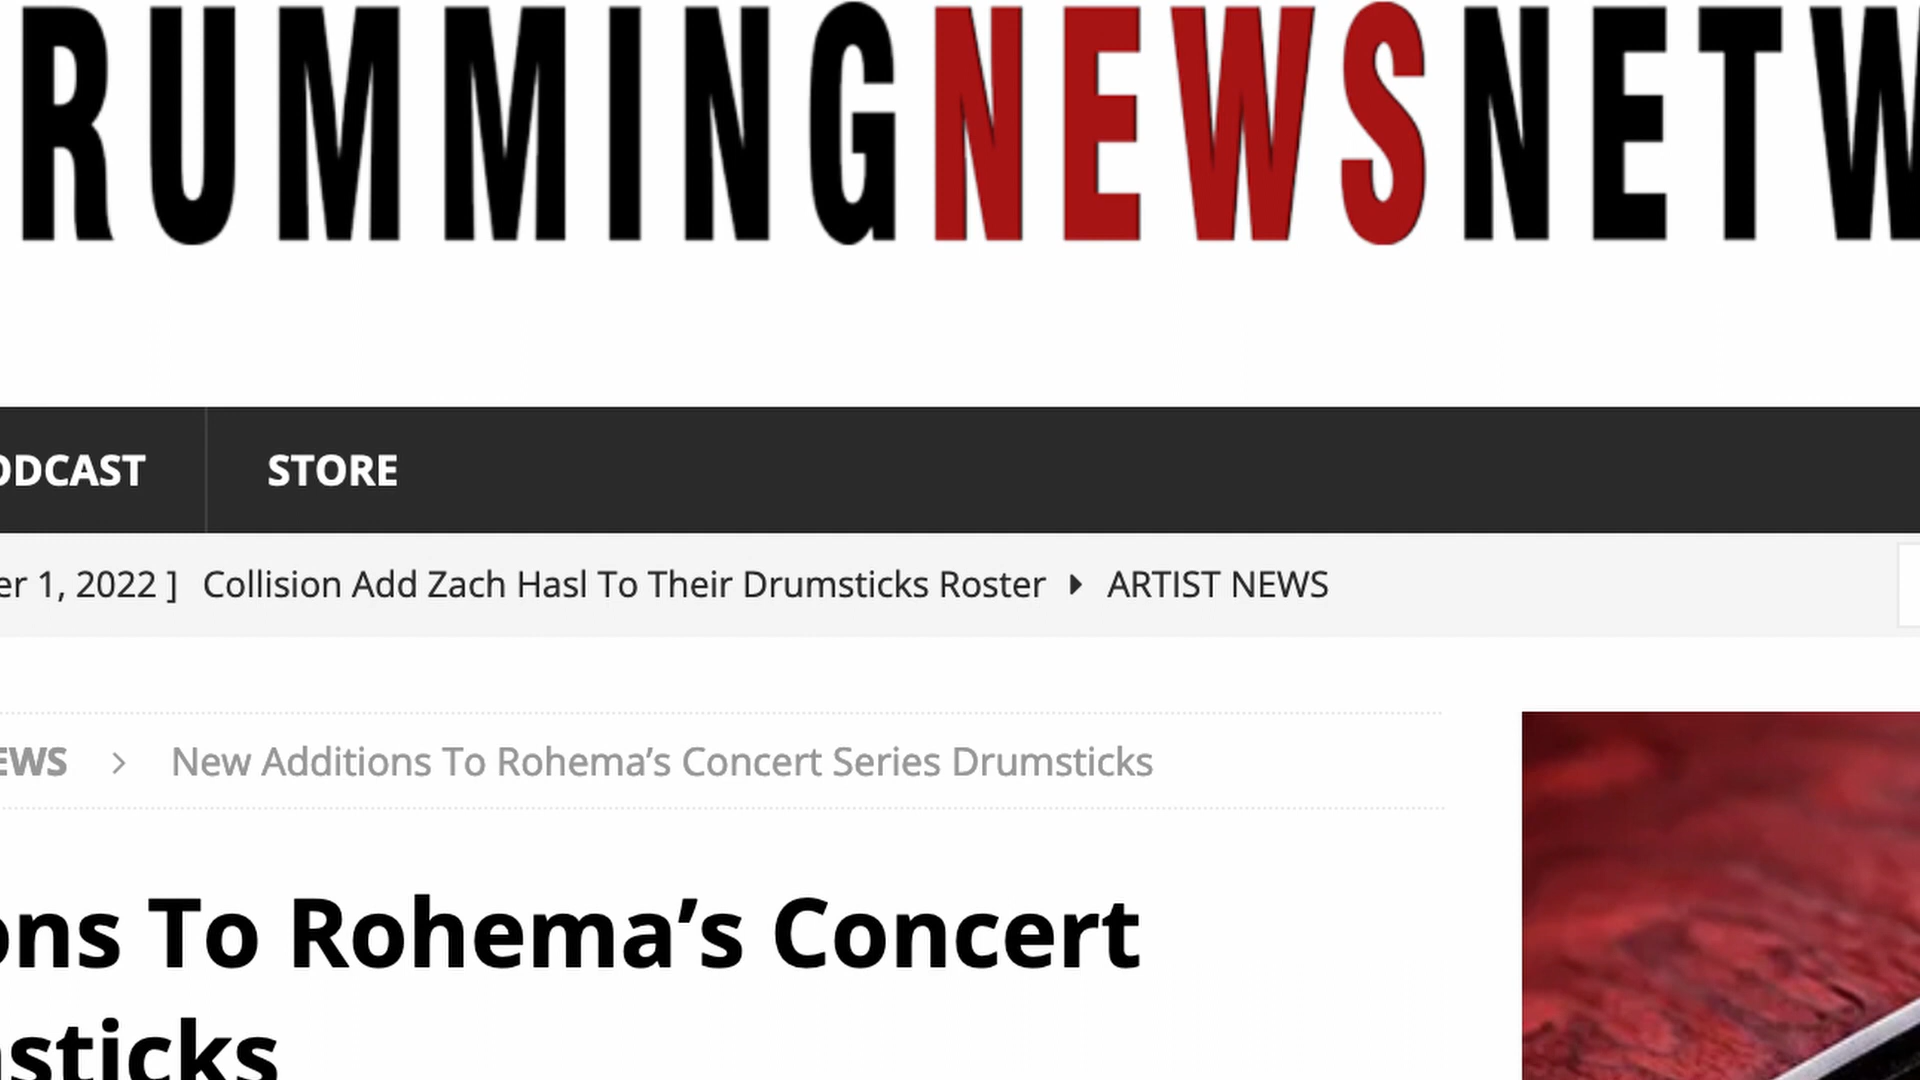 RUMMINGNEWSNETW
ODCAST STORE
er 1, 2022 ] Collision Add Zach Hasl To Their Drumsticks Roster ARTIST NEWS
EWS > New Additions To Rohema’s Concert Series Drumsticks
ons To Rohema’s Concert
sticks